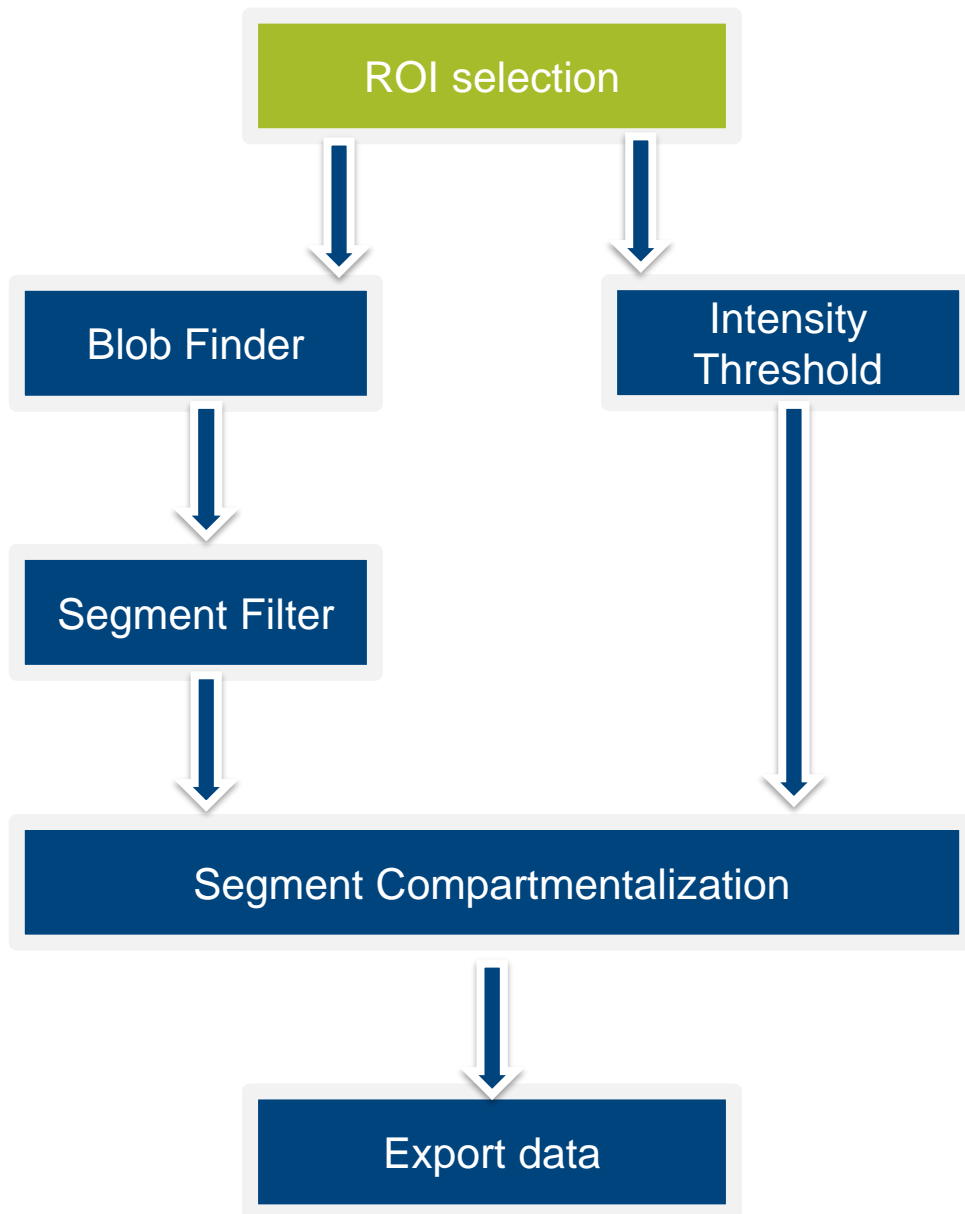 ROI selection
Blob Finder
Intensity
Threshold
Segment Filter
Segment Compartmentalization
Export data